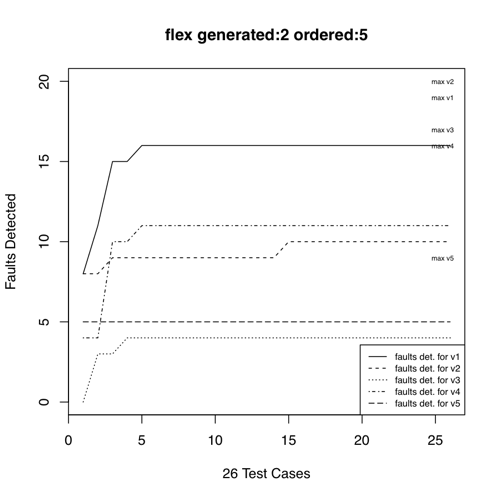 flex generated:2 ordered:5
Faults Detected
20
15
10
5
0
max v2
max v1
max v3
max v4
max v5
faults det. for v1
faults det. for v2
faults det. for v3
faults det. for v4
faults det. for v5
0 5 10 15 20 25
26 Test Cases